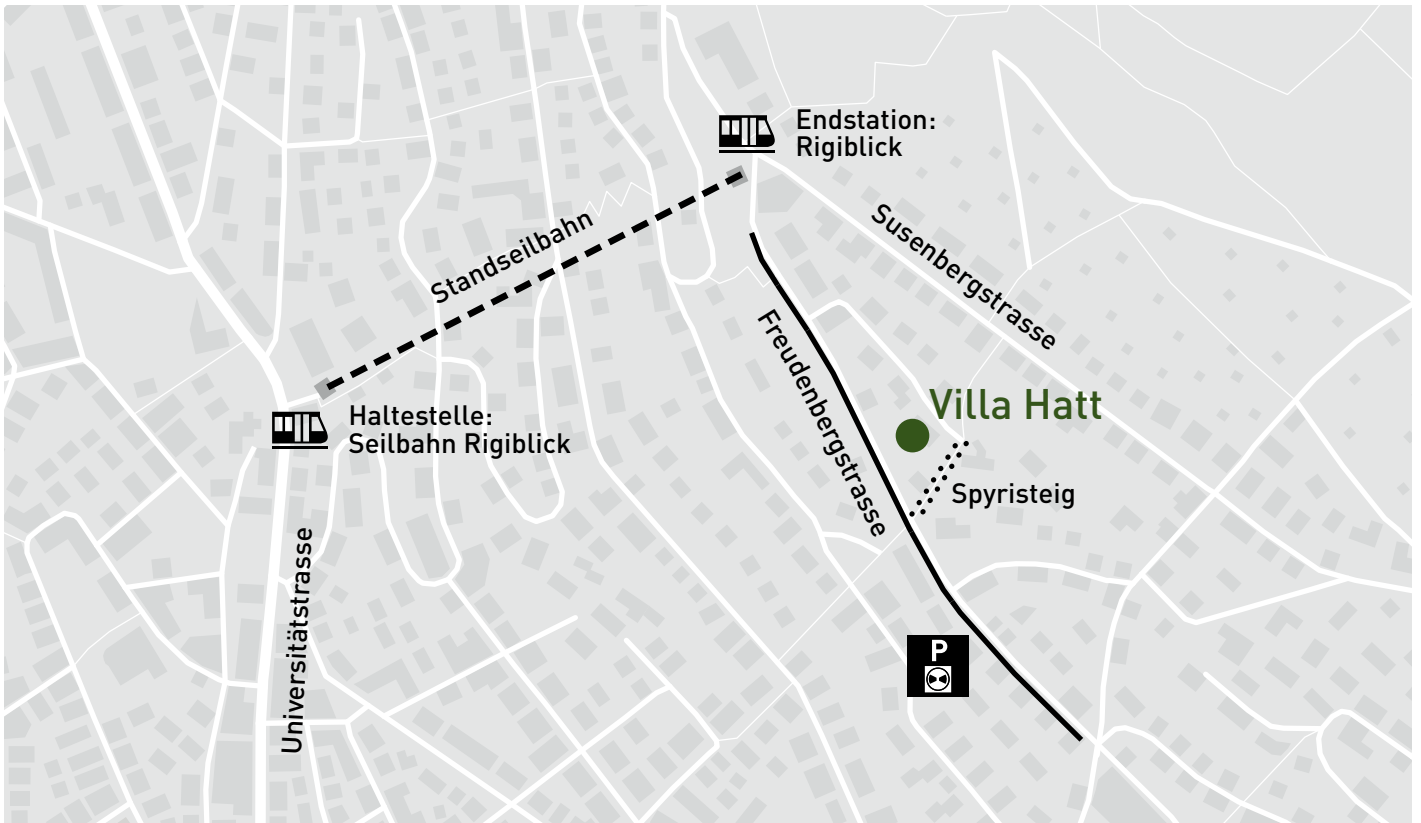 Endstation:
Rigiblick
Standseilbahn
Susenbergstrasse
Freudenbergstrasse
Villa Hatt
Haltestelle:
Seilbahn Rigiblick
Spyristeig
Universitätstrasse
P